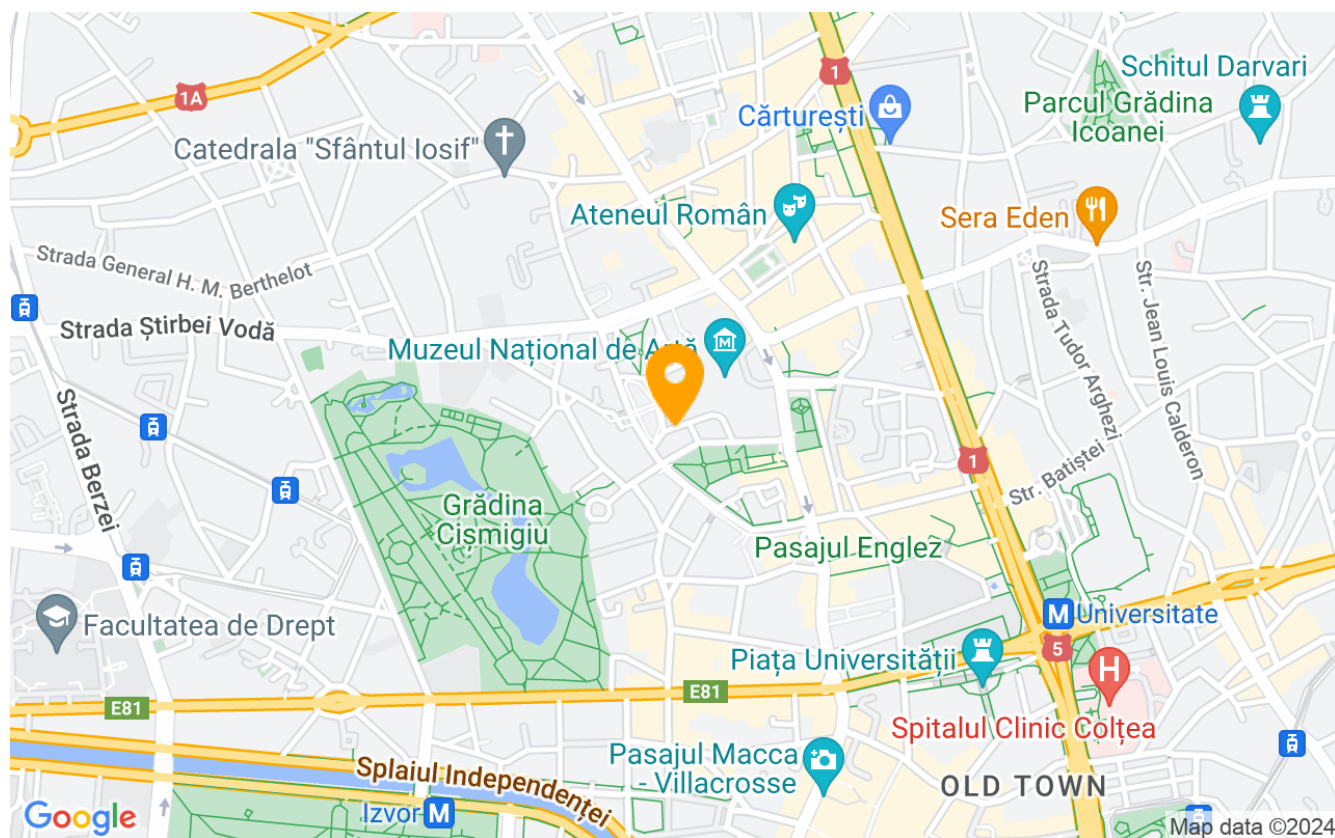 1
Schitul Darvari
1A
Cărturești
Parcul Grădina
Icoanei
Catedrala "Sfântul Iosif"
Ateneul Român
Sera Eden
Strada General H. M. Berthelot
Strada Tudor Arghezi
Str. Jean Louis Calderon
Strada Știrbei Vodă
Muzeul Național de Artă
M
Strada Berzei
1
Str. Batiștei
Grădina
Cișmigiu
Pasajul Englez
Facultatea de Drept
M
Universitate
5
Piața Universității
H
E81
E81
Spitalul Clinic Colțea
Pasajul Macca
- Villacrosse
Splaiul Independenței
OLD TOWN
Google
Izvor
M
Map data ©2024